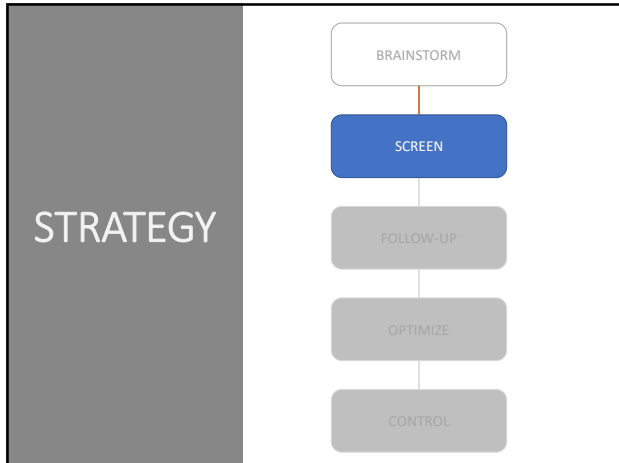 STRATEGY
BRAINSTORM
SCREEN
FOLLOW-UP
OPTIMIZE
CONTROL